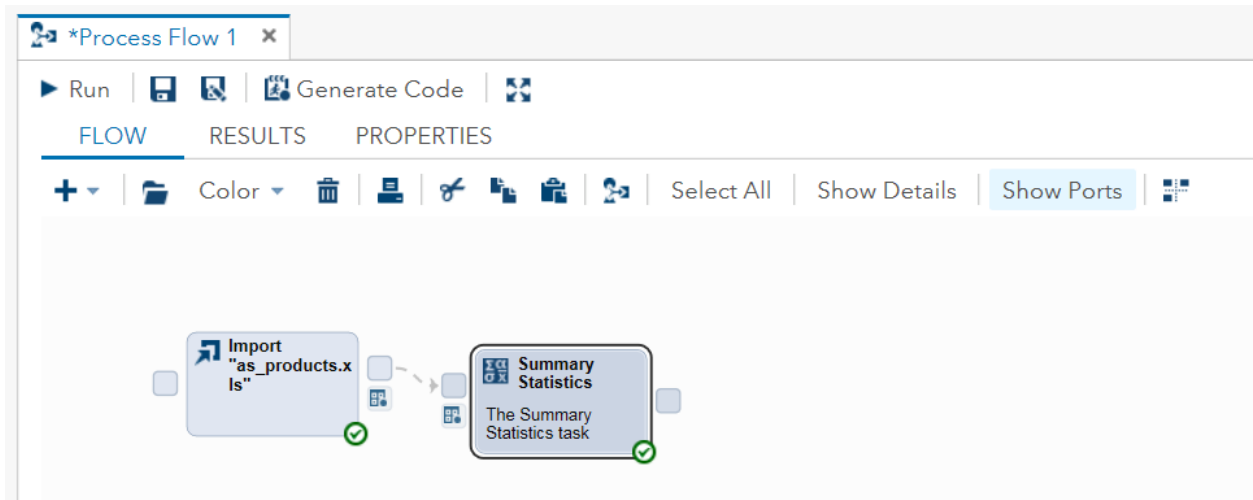 *Process Flow 1
Run Generate Code
FLOW RESULTS PROPERTIES
Color Select All Show Details Show Ports
Import
"as_products.x
ls"
Summary
Statistics
The Summary
Statistics task